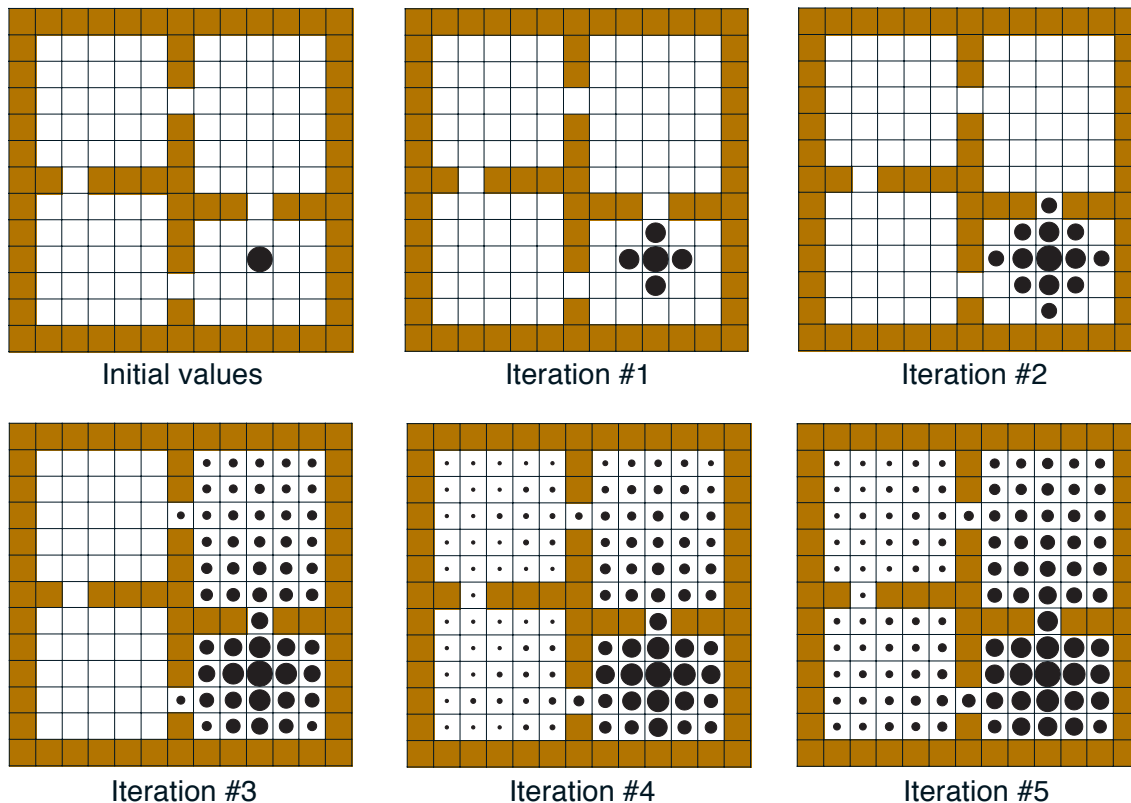 Initial values
Iteration #1
Iteration #2
Iteration #3
Iteration #4
Iteration #5